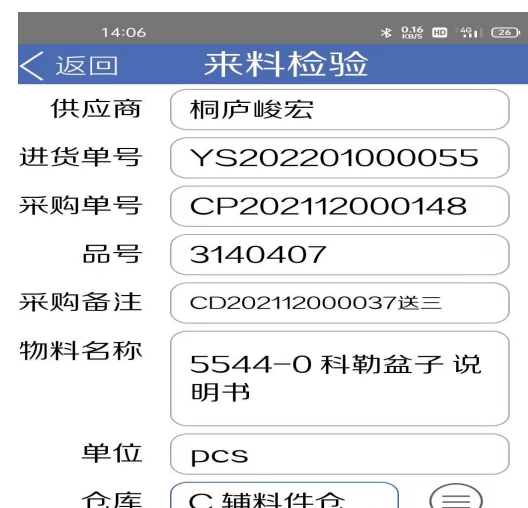 14:06 0.16 KB/S HD 4G 26
返回 来料检验
供应商 桐庐峻宏
进货单号 YS202201000055
采购单号 CP202112000148
品号 3140407
采购备注 CD202112000037送三
物料名称 5544-0 科勒盆子 说
明书
单位 pcs
仓库 C 辅料件仓